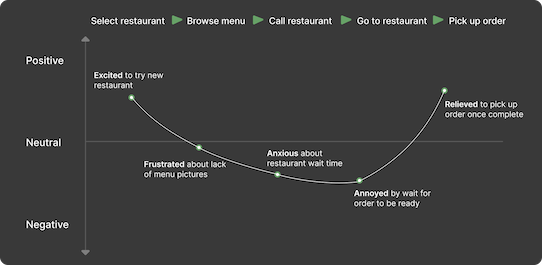 Select restaurant Browse menu Call restaurant Go to restaurant Pick up order
Positive
Excited to try new
restaurant
Relieved to pick up
order once complete
Neutral
Anxious about
restaurant wait time
Frustrated about lack
of menu pictures
Annoyed by wait for
order to be ready
Negative